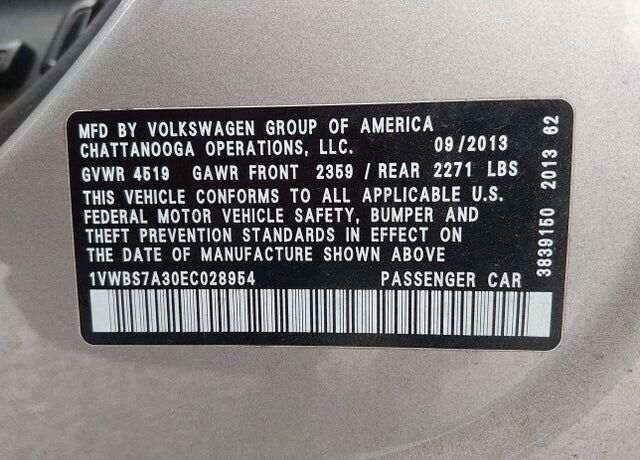 MFD BY VOLKSWAGEN GROUP OF AMERICA
CHATTANOOGA OPERATIONS, LLC. 09/2013
GVWR 4519 GAWR FRONT 2359 / REAR 2271 LBS
THIS VEHICLE CONFORMS TO ALL APPLICABLE U.S.
FEDERAL MOTOR VEHICLE SAFETY, BUMPER AND
THEFT PREVENTION STANDARDS IN EFFECT ON
THE DATE OF MANUFACTURE SHOWN ABOVE
1VWBS7A30EC028954 PASSENGER CAR
3839150 2013 62